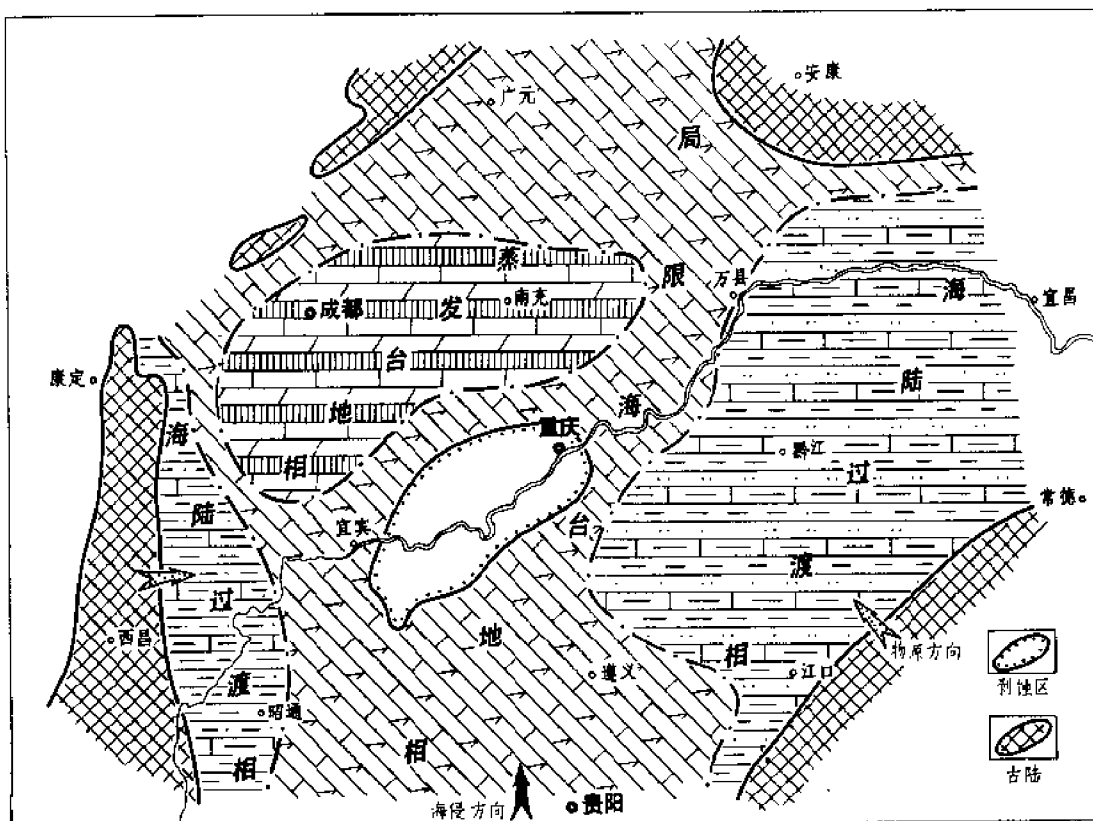 安康
广元
局
蒸
限
万县
海
宜昌
南充
成都
发
台
陆
康定
地
海
重庆
海
相
黔江
过
陆
宜宾
台
常德
渡
过
西昌
地
相
物源方向
剥蚀区
遵义
江口
渡
昭通
相
相
古陆
海侵方向
贵阳